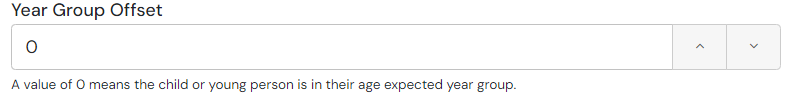 Year Group Offset
0
A value of 0 means the child or young person is in their age expected year group.